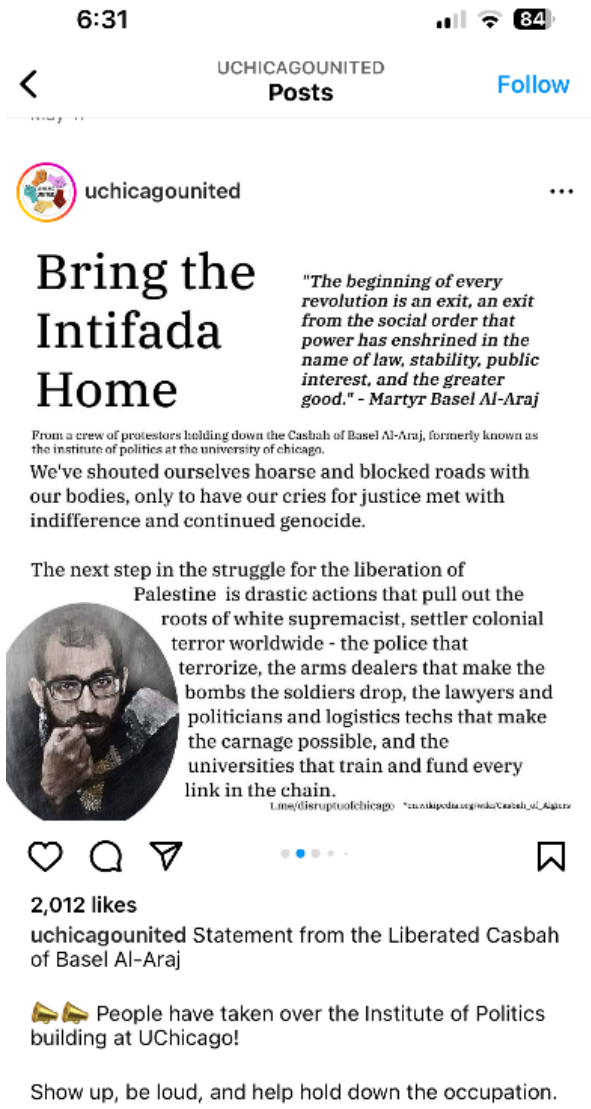 6:31
84
UCHICAGOUNITED
Posts
Follow
uchicagounited
Bring the
Intifada
Home
"The beginning of every
revolution is an exit, an exit
from the social order that
power has enshrined in the
name of law, stability, public
interest, and the greater
good." - Martyr Basel Al-Araj
From a crew of protestors holding down the Casbah of Basel Al-Araj, formerly known as
the institute of politics at the university of chicago.
We've shouted ourselves hoarse and blocked roads with
our bodies, only to have our cries for justice met with
indifference and continued genocide.
The next step in the struggle for the liberation of
Palestine is drastic actions that pull out the
roots of white supremacist, settler colonial
terror worldwide - the police that
terrorize, the arms dealers that make the
bombs the soldiers drop, the lawyers and
politicians and logistics techs that make
the carnage possible, and the
universities that train and fund every
link in the chain.
t.me/disruptuofchicago *en.wikipedia.org/wiki/Casbah_of_Algiers
2,012 likes
uchicagounited Statement from the Liberated Casbah
of Basel Al-Araj
People have taken over the Institute of Politics
building at UChicago!
Show up, be loud, and help hold down the occupation.